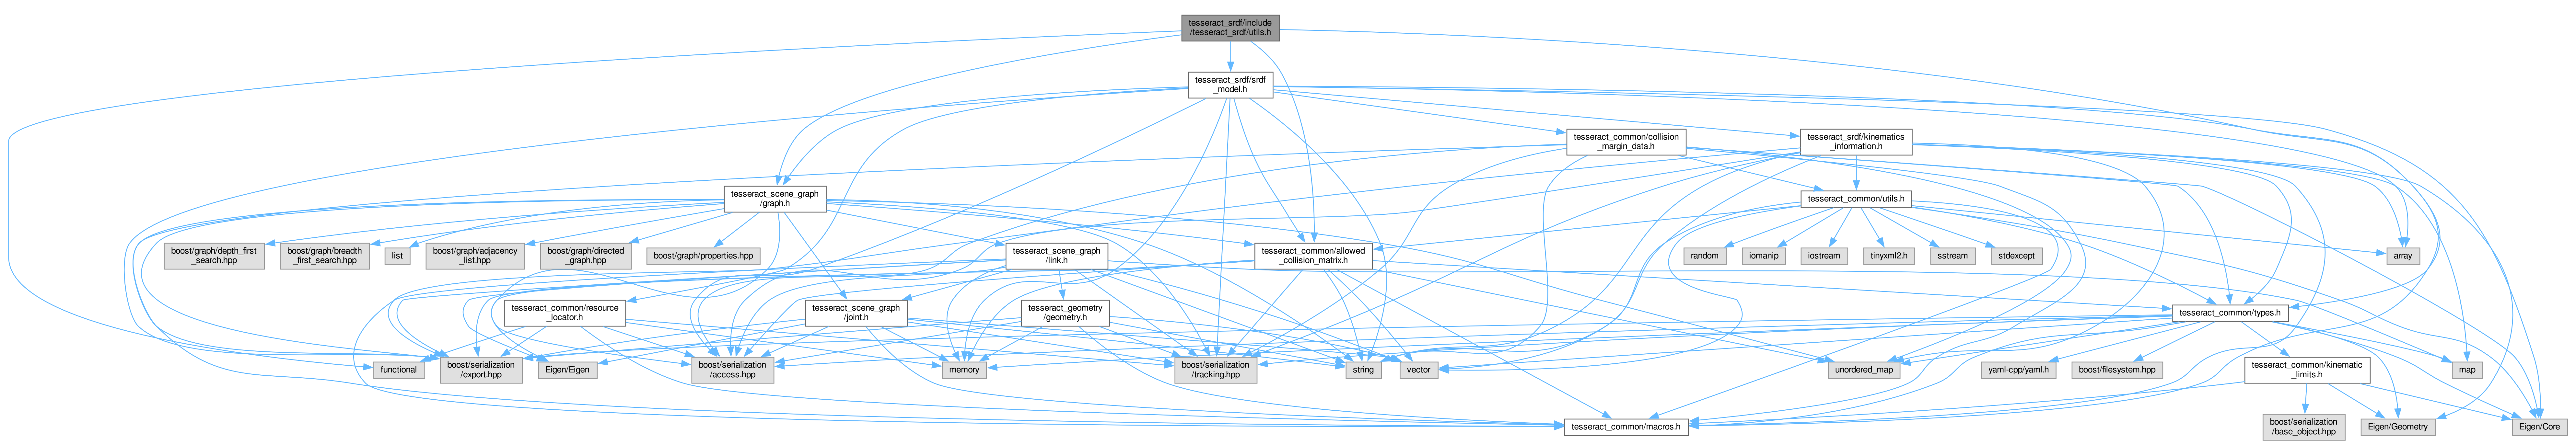 tesseract_srdf/include
/tesseract_srdf/utils.h
tesseract_srdf/srdf
_model.h
tesseract_common/collision
_margin_data.h
tesseract_srdf/kinematics
_information.h
tesseract_scene_graph
/graph.h
tesseract_common/utils.h
boost/graph/depth_first
_search.hpp
boost/graph/breadth
_first_search.hpp
list
boost/graph/adjacency
_list.hpp
boost/graph/directed
_graph.hpp
boost/graph/properties.hpp
tesseract_scene_graph
/link.h
tesseract_common/allowed
_collision_matrix.h
random
iomanip
iostream
tinyxml2.h
sstream
stdexcept
array
tesseract_common/resource
_locator.h
tesseract_scene_graph
/joint.h
tesseract_geometry
/geometry.h
tesseract_common/types.h
functional
boost/serialization
/export.hpp
Eigen/Eigen
boost/serialization
/access.hpp
memory
boost/serialization
/tracking.hpp
string
vector
unordered_map
yaml-cpp/yaml.h
boost/filesystem.hpp
tesseract_common/kinematic
_limits.h
map
tesseract_common/macros.h
boost/serialization
/base_object.hpp
Eigen/Geometry
Eigen/Core